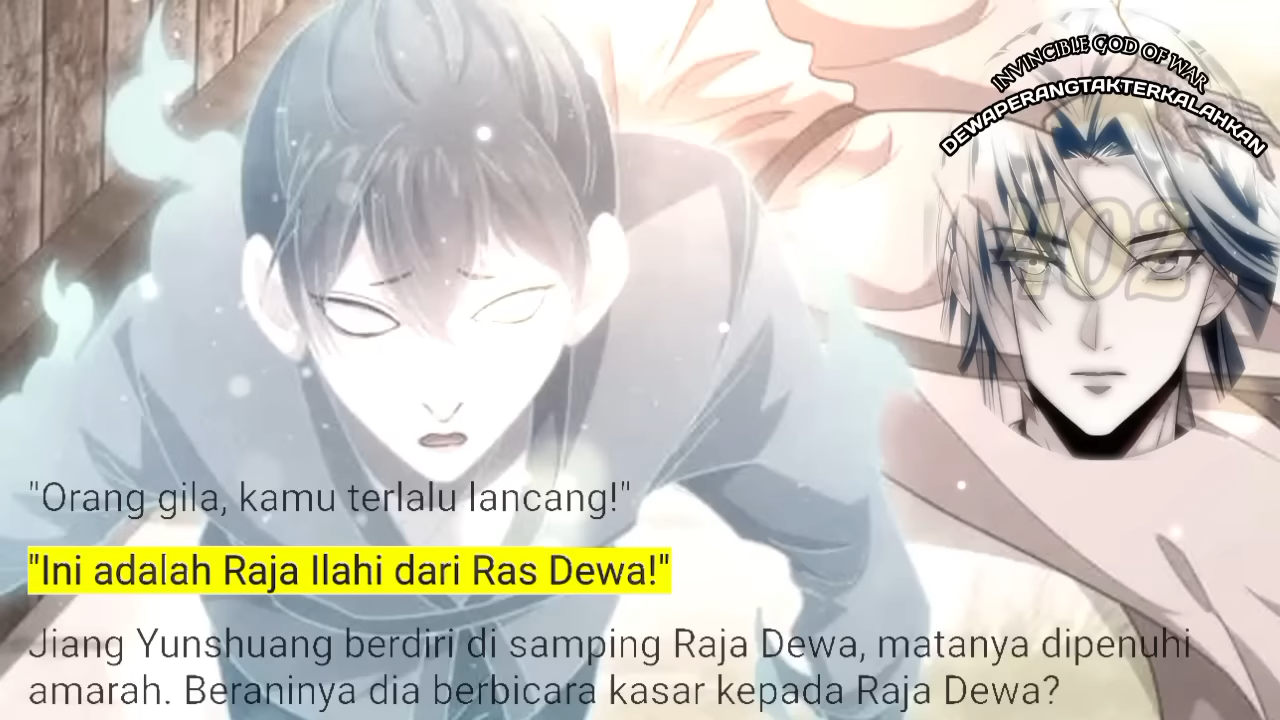 INVINCIBLE GOD OF WAR
DEWAPERANGTAKTERKALAHKAN
"Orang gila, kamu terlalu lancang!"
"Ini adalah Raja Ilahi dari Ras Dewa!"
Jiang Yunshuang berdiri di samping Raja Dewa, matanya dipenuhi
amarah. Beraninya dia berbicara kasar kepada Raja Dewa?